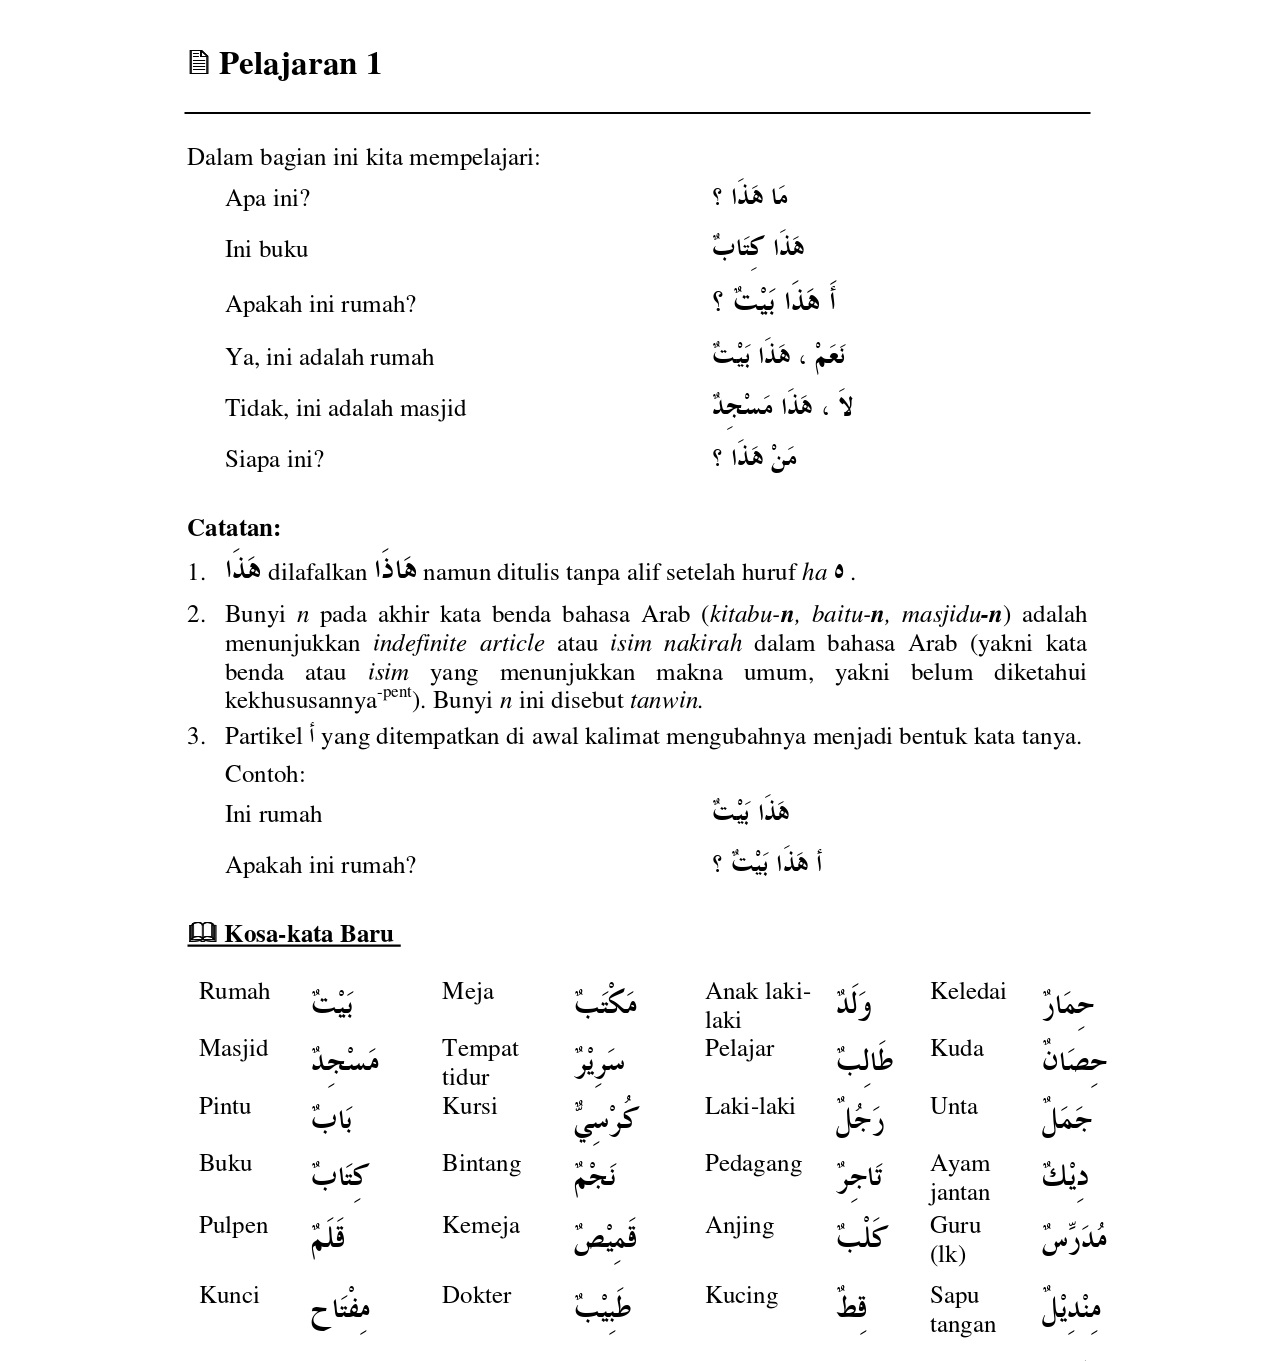 Pelajaran 1
Dalam bagian ini kita mempelajari:
Apa ini? مَا هَذَا ؟
Ini buku هَذَا كِتَابٌ
Apakah ini rumah? أَ هَذَا بَيْتٌ ؟
Ya, ini adalah rumah نَعَمْ ، هَذَا بَيْتٌ
Tidak, ini adalah masjid لاَ ، هَذَا مَسْجِدٌ
Siapa ini? مَنْ هَذَا ؟
Catatan:
1. هَذَا dilafalkan هَاذَا namun ditulis tanpa alif setelah huruf ha ه .
2. Bunyi n pada akhir kata benda bahasa Arab (kitabu-n, baitu-n, masjidu-n) adalah
menunjukkan indefinite article atau isim nakirah dalam bahasa Arab (yakni kata
benda atau isim yang menunjukkan makna umum, yakni belum diketahui
kekhususannya-pent). Bunyi n ini disebut tanwin.
3. Partikel أ yang ditempatkan di awal kalimat mengubahnya menjadi bentuk kata tanya.
Contoh:
Ini rumah هَذَا بَيْتٌ
Apakah ini rumah? أ هَذَا بَيْتٌ ؟
Kosa-kata Baru
Rumah بَيْتٌ Meja مَكْتَبٌ Anak laki-
laki وَلَدٌ Keledai حِمَارٌ
Masjid مَسْجِدٌ Tempat
tidur سَرِيْرٌ Pelajar طَالِبٌ Kuda حِصَانٌ
Pintu بَابٌ Kursi كُرْسِيٌّ Laki-laki رَجُلٌ Unta جَمَلٌ
Buku كِتَابٌ Bintang نَجْمٌ Pedagang تَاجِرٌ Ayam
jantan دِيْكٌ
Pulpen قَلَمٌ Kemeja قَمِيْصٌ Anjing كَلْبٌ Guru
(lk) مُدَرِّسٌ
Kunci مِفْتَاح Dokter طَبِيْبٌ Kucing قِطٌ Sapu
tangan مِنْدِيْلٌ